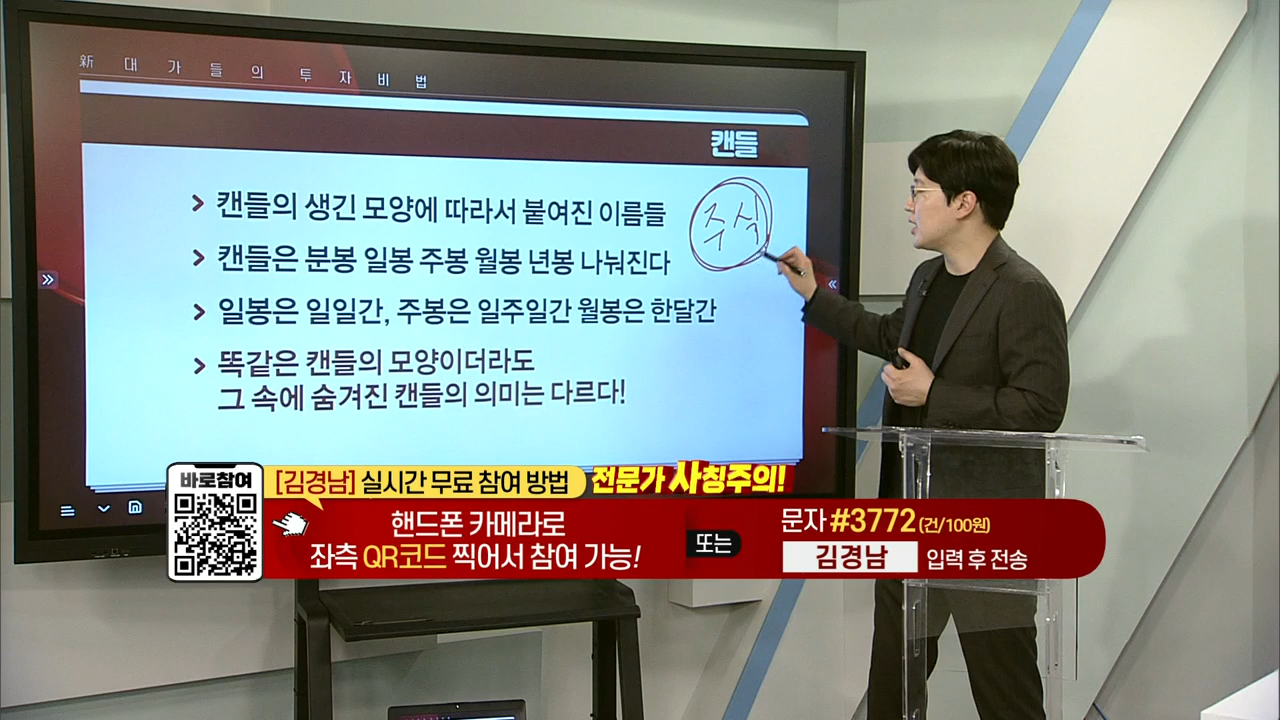 新 대가들의 투자비법
캔들
캔들의 생긴 모양에 따라서 붙여진 이름들
주식
캔들은 분봉 일봉 주봉 월봉 년봉 나눠진다
일봉은 일일간, 주봉은 일주일간 월봉은 한달간
똑같은 캔들의 모양이더라도
그 속에 숨겨진 캔들의 의미는 다르다!
바로참여
[김경남] 실시간 무료 참여 방법
전문가 사칭주의!
핸드폰 카메라로
좌측 QR코드 찍어서 참여 가능!
또는
문자 #3772 (건/100원)
김경남 입력 후 전송